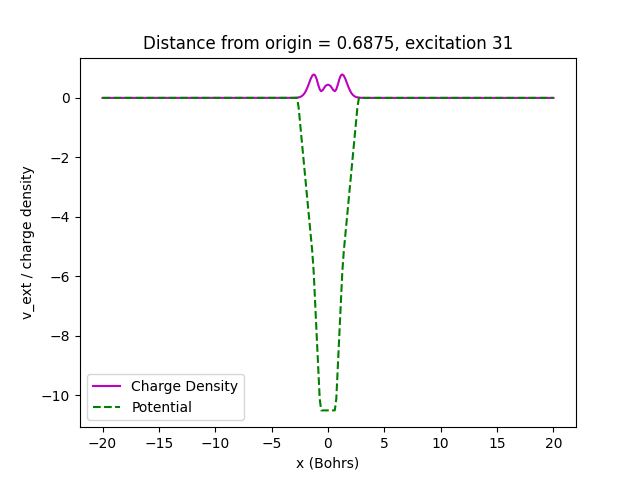 Distance from origin = 0.6875, excitation 31
v_ext / charge density
0
−2
−4
−6
−8
−10
Charge Density
Potential
−20 −15 −10 −5 0 5 10 15 20
x (Bohrs)